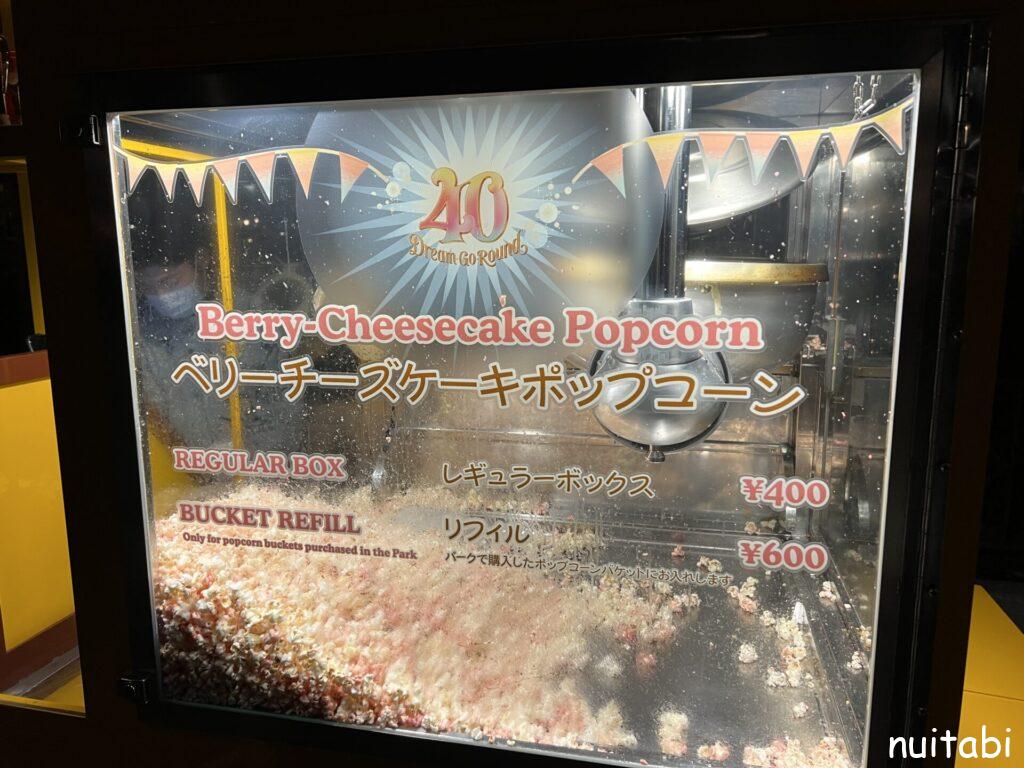 40
Dream Go Round
Berry-Cheesecake Popcorn
ベリーチーズケーキポップコーン
REGULAR BOX レギュラーボックス ¥400
BUCKET REFILL リフイル ¥600
Only for popcorn buckets purchased in the Park パークで購入したポップコーンバケットにお入れします
nuitabi